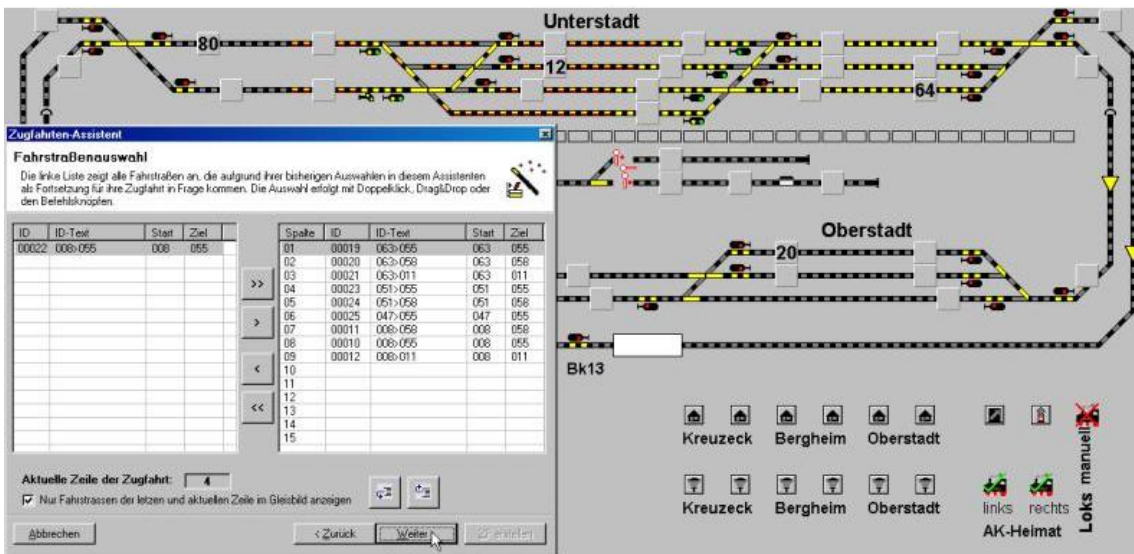 Unterstadt
80
12
64
Zugfahrten-Assistent
Fahrstraßenauswahl
Die linke Liste zeigt alle Fahrstraßen an, die aufgrund ihrer bisherigen Auswahlen in diesem Assistenten
als Fortsetzung für ihre Zugfahrt in Frage kommen. Die Auswahl erfolgt mit Doppelklick, Drag&Drop oder
den Befehlsknöpfen.
ID ID-Text Start Ziel
00022 008>055 008 055
>>
>
<
<<
Spalte ID ID-Text Start Ziel
01 00019 063>055 063 055
02 00020 063>058 063 058
03 00021 063>011 063 011
04 00023 051>055 051 055
05 00024 051>058 051 058
06 00025 047>055 047 055
07 00011 008>058 008 058
08 00010 008>055 008 055
09 00012 008>011 008 011
10
11
12
13
14
15
Aktuelle Zeile der Zugfahrt: 4
Nur Fahrstrassen der letzen und aktuellen Zeile im Gleisbild anzeigen
Abbrechen
< Zurück
Weiter >
ZF erstellen
Oberstadt
20
Bk13
Kreuzeck Bergheim Oberstadt
Kreuzeck Bergheim Oberstadt
links rechts
AK-Heimat
Loks manuell